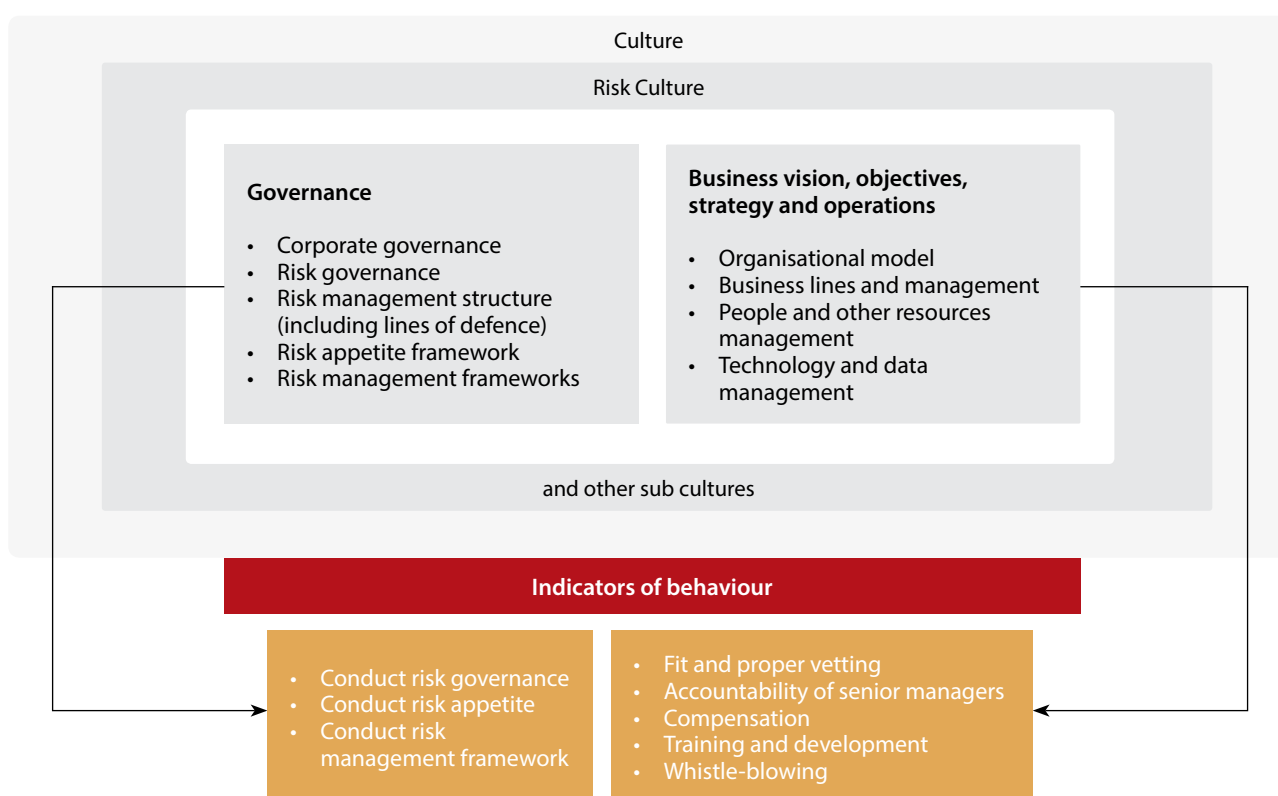 Culture
Risk Culture
Governance
• Corporate governance
• Risk governance
• Risk management structure
(including lines of defence)
• Risk appetite framework
• Risk management frameworks
Business vision, objectives,
strategy and operations
• Organisational model
• Business lines and management
• People and other resources
management
• Technology and data
management
and other sub cultures
Indicators of behaviour
• Conduct risk governance
• Conduct risk appetite
• Conduct risk
management framework
• Fit and proper vetting
• Accountability of senior managers
• Compensation
• Training and development
• Whistle-blowing